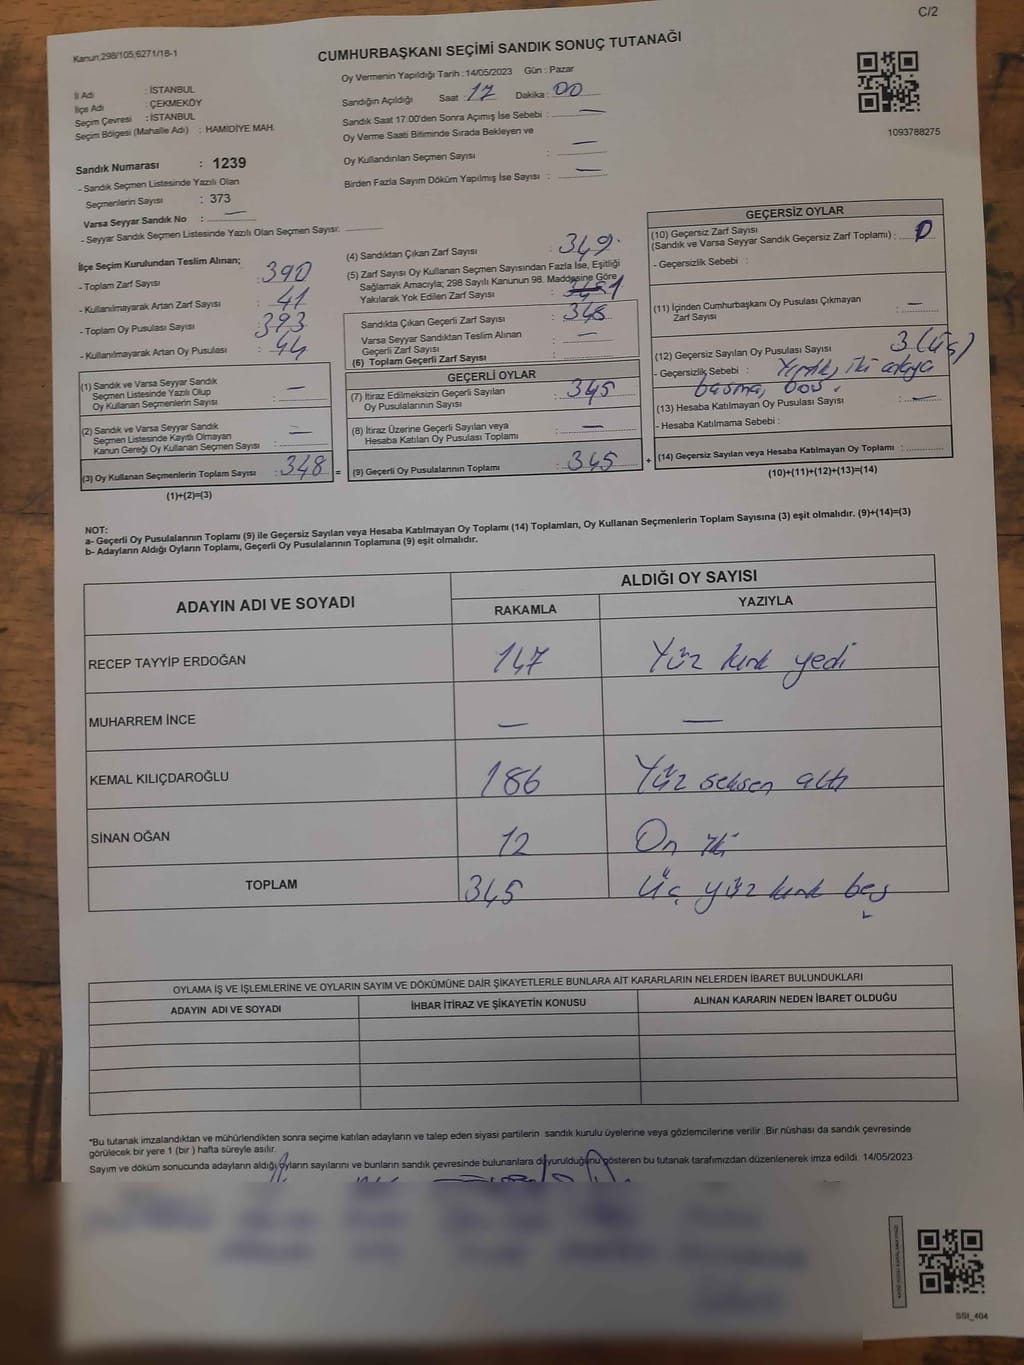 C/2
Kanun;298/105;6271/18-1
CUMHURBAŞKANI SEÇİMİ SANDIK SONUÇ TUTANAĞI
Oy Vermenin Yapıldığı Tarih : 14/05/2023 Gün : Pazar
İl Adı : İSTANBUL
İlçe Adı : ÇEKMEKÖY
Seçim Çevresi : İSTANBUL
Seçim Bölgesi (Mahalle Adı) : HAMİDİYE MAH.
Sandığın Açıldığı Saat : 17 Dakika : 00
Sandık Saat 17:00'den Sonra Açımış İse Sebebi : —
Oy Verme Saati Bitiminde Sırada Bekleyen ve
Oy Kullandırılan Seçmen Sayısı : —
Birden Fazla Sayım Döküm Yapılmış İse Sayısı : —
1093788275
Sandık Numarası : 1239
- Sandık Seçmen Listesinde Yazılı Olan
Seçmenlerin Sayısı : 373
Varsa Seyyar Sandık No : —
- Seyyar Sandık Seçmen Listesinde Yazılı Olan Seçmen Sayısı:
İlçe Seçim Kurulundan Teslim Alınan;
- Toplam Zarf Sayısı : 390
- Kullanılmayarak Artan Zarf Sayısı : 41
- Toplam Oy Pusulası Sayısı : 393
- Kullanılmayarak Artan Oy Pusulası : 44
(1) Sandık ve Varsa Seyyar Sandık
Seçmen Listesinde Yazılı Olup
Oy Kullanan Seçmenlerin Sayısı : —
(2) Sandık ve Varsa Seyyar Sandık
Seçmen Listesinde Kayıtlı Olmayan
Kanun Gereği Oy Kullanan Seçmen Sayısı : —
(3) Oy Kullanan Seçmenlerin Toplam Sayısı : 348 =
(1)+(2)=(3)
(4) Sandıktan Çıkan Zarf Sayısı : 349
(5) Zarf Sayısı Oy Kullanan Seçmen Sayısından Fazla İse, Eşitliği
Sağlamak Amacıyla; 298 Sayılı Kanunun 98. Maddesine Göre
Yakılarak Yok Edilen Zarf Sayısı : 1
Sandıkta Çıkan Geçerli Zarf Sayısı : 348
Varsa Seyyar Sandıktan Teslim Alınan
Geçerli Zarf Sayısı : —
(6) Toplam Geçerli Zarf Sayısı :
GEÇERLİ OYLAR
(7) İtiraz Edilmeksizin Geçerli Sayılan
Oy Pusulalarının Sayısı : 345
(8) İtiraz Üzerine Geçerli Sayılan veya
Hesaba Katılan Oy Pusulası Toplamı : —
(9) Geçerli Oy Pusulalarının Toplamı : 345 +
GEÇERSİZ OYLAR
(10) Geçersiz Zarf Sayısı
(Sandık ve Varsa Seyyar Sandık Geçersiz Zarf Toplamı) : 0
- Geçersizlik Sebebi :
(11) İçinden Cumhurbaşkanı Oy Pusulası Çıkmayan
Zarf Sayısı : —
(12) Geçersiz Sayılan Oy Pusulası Sayısı 3 (üç)
- Geçersizlik Sebebi : Yırtık, iki adaya
basma, boş.
(13) Hesaba Katılmayan Oy Pusulası Sayısı : —
- Hesaba Katılmama Sebebi :
(14) Geçersiz Sayılan veya Hesaba Katılmayan Oy Toplamı :
(10)+(11)+(12)+(13)=(14)
NOT:
a- Geçerli Oy Pusulalarının Toplamı (9) ile Geçersiz Sayılan veya Hesaba Katılmayan Oy Toplamı (14) Toplamları, Oy Kullanan Seçmenlerin Toplam Sayısına (3) eşit olmalıdır. (9)+(14)=(3)
b- Adayların Aldığı Oyların Toplamı, Geçerli Oy Pusulalarının Toplamına (9) eşit olmalıdır.
ADAYIN ADI VE SOYADI ALDIĞI OY SAYISI
RAKAMLA YAZIYLA
RECEP TAYYİP ERDOĞAN 147 Yüz kırk yedi
MUHARREM İNCE — —
KEMAL KILIÇDAROĞLU 186 Yüz seksen altı
SİNAN OĞAN 12 On iki
TOPLAM 345 Üç yüz kırk beş
OYLAMA İŞ VE İŞLEMLERİNE VE OYLARIN SAYIM VE DÖKÜMÜNE DAİR ŞİKAYETLERLE BUNLARA AİT KARARLARIN NELERDEN İBARET BULUNDUKLARI
ADAYIN ADI VE SOYADI İHBAR İTİRAZ VE ŞİKAYETİN KONUSU ALINAN KARARIN NEDEN İBARET OLDUĞU
*Bu tutanak imzalandıktan ve mühürlendikten sonra seçime katılan adayların ve talep eden siyasi partilerin sandık kurulu üyelerine veya gözlemcilerine verilir .Bir nüshası da sandık çevresinde
görülecek bir yere 1 (bir ) hafta süreyle asılır.
Sayım ve döküm sonucunda adayların aldığı oyların sayılarını ve bunların sandık çevresinde bulunanlara duyurulduğunu gösteren bu tutanak tarafımızdan düzenlenerek imza edildi. 14/05/2023
SSI_404